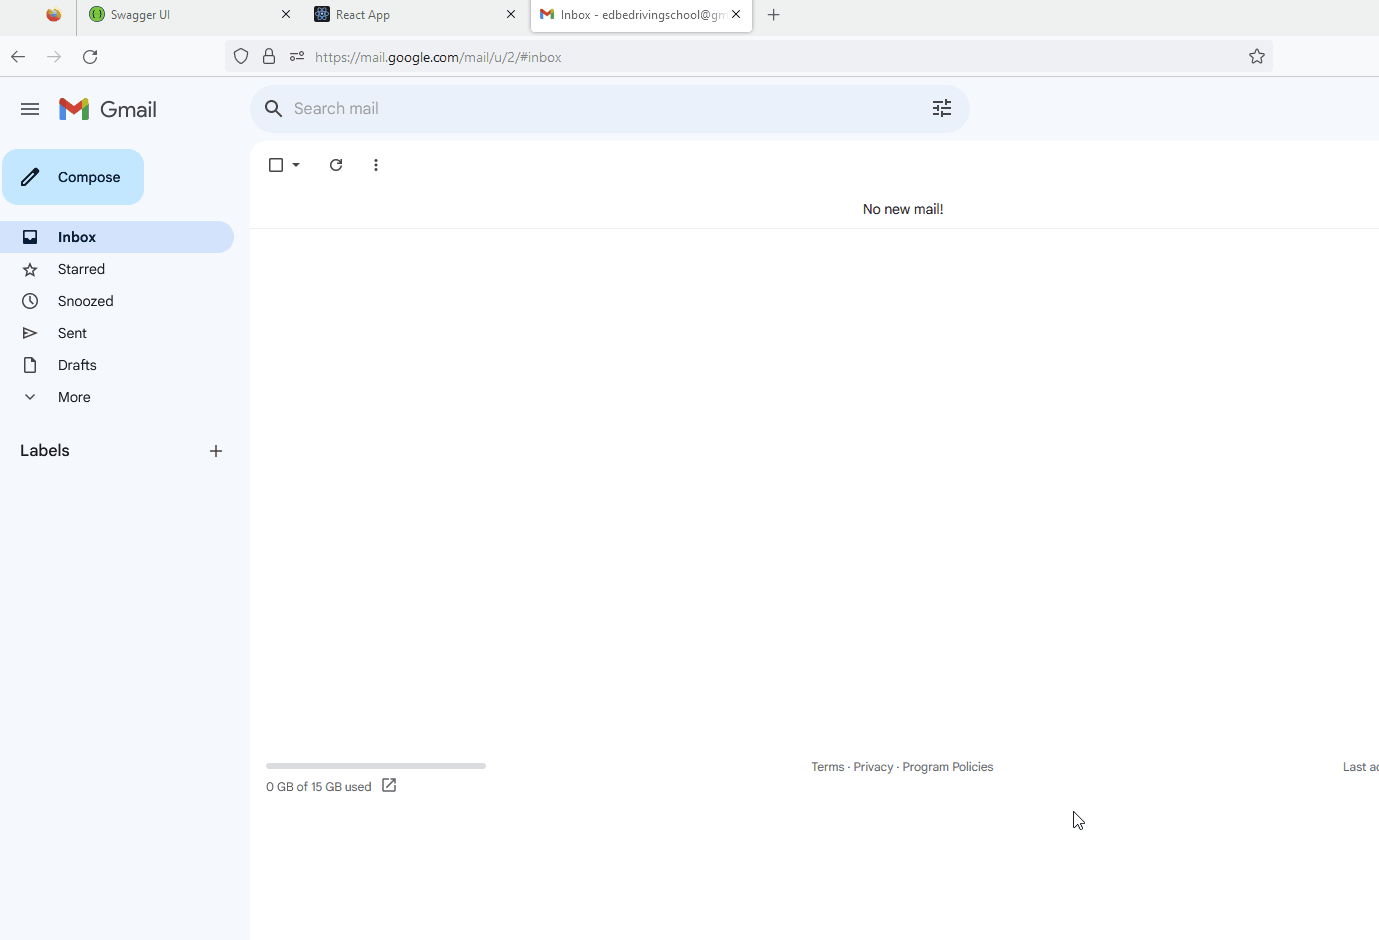 Swagger UI
React App
Inbox - edbedrivingschool@gm
https://mail.google.com/mail/u/2/#inbox
Gmail
Search mail
Compose
No new mail!
Inbox
Starred
Snoozed
Sent
Drafts
More
Labels
Terms · Privacy · Program Policies
Last ac
0 GB of 15 GB used